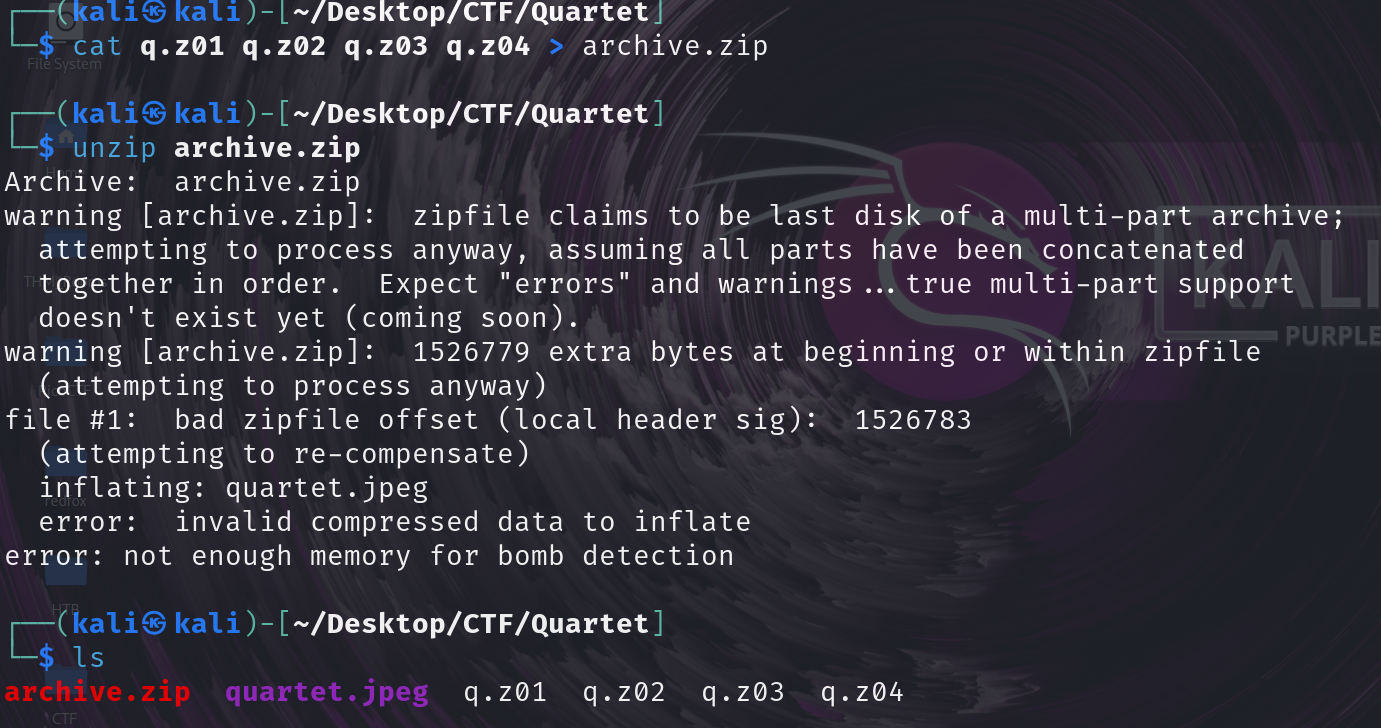 ┌──(kali㉿kali)-[~/Desktop/CTF/Quartet]
└─$ cat q.z01 q.z02 q.z03 q.z04 > archive.zip
File System
┌──(kali㉿kali)-[~/Desktop/CTF/Quartet]
└─$ unzip archive.zip
Archive:  archive.zip
warning [archive.zip]:  zipfile claims to be last disk of a multi-part archive;
  attempting to process anyway, assuming all parts have been concatenated
  together in order.  Expect "errors" and warnings...true multi-part support
  doesn't exist yet (coming soon).
warning [archive.zip]:  1526779 extra bytes at beginning or within zipfile
  (attempting to process anyway)
file #1:  bad zipfile offset (local header sig):  1526783
  (attempting to re-compensate)
  inflating: quartet.jpeg
  error:  invalid compressed data to inflate
error: not enough memory for bomb detection
┌──(kali㉿kali)-[~/Desktop/CTF/Quartet]
└─$ ls
archive.zip  quartet.jpeg  q.z01  q.z02  q.z03  q.z04
KALI
PURPLE
redfox
HTB
CTF